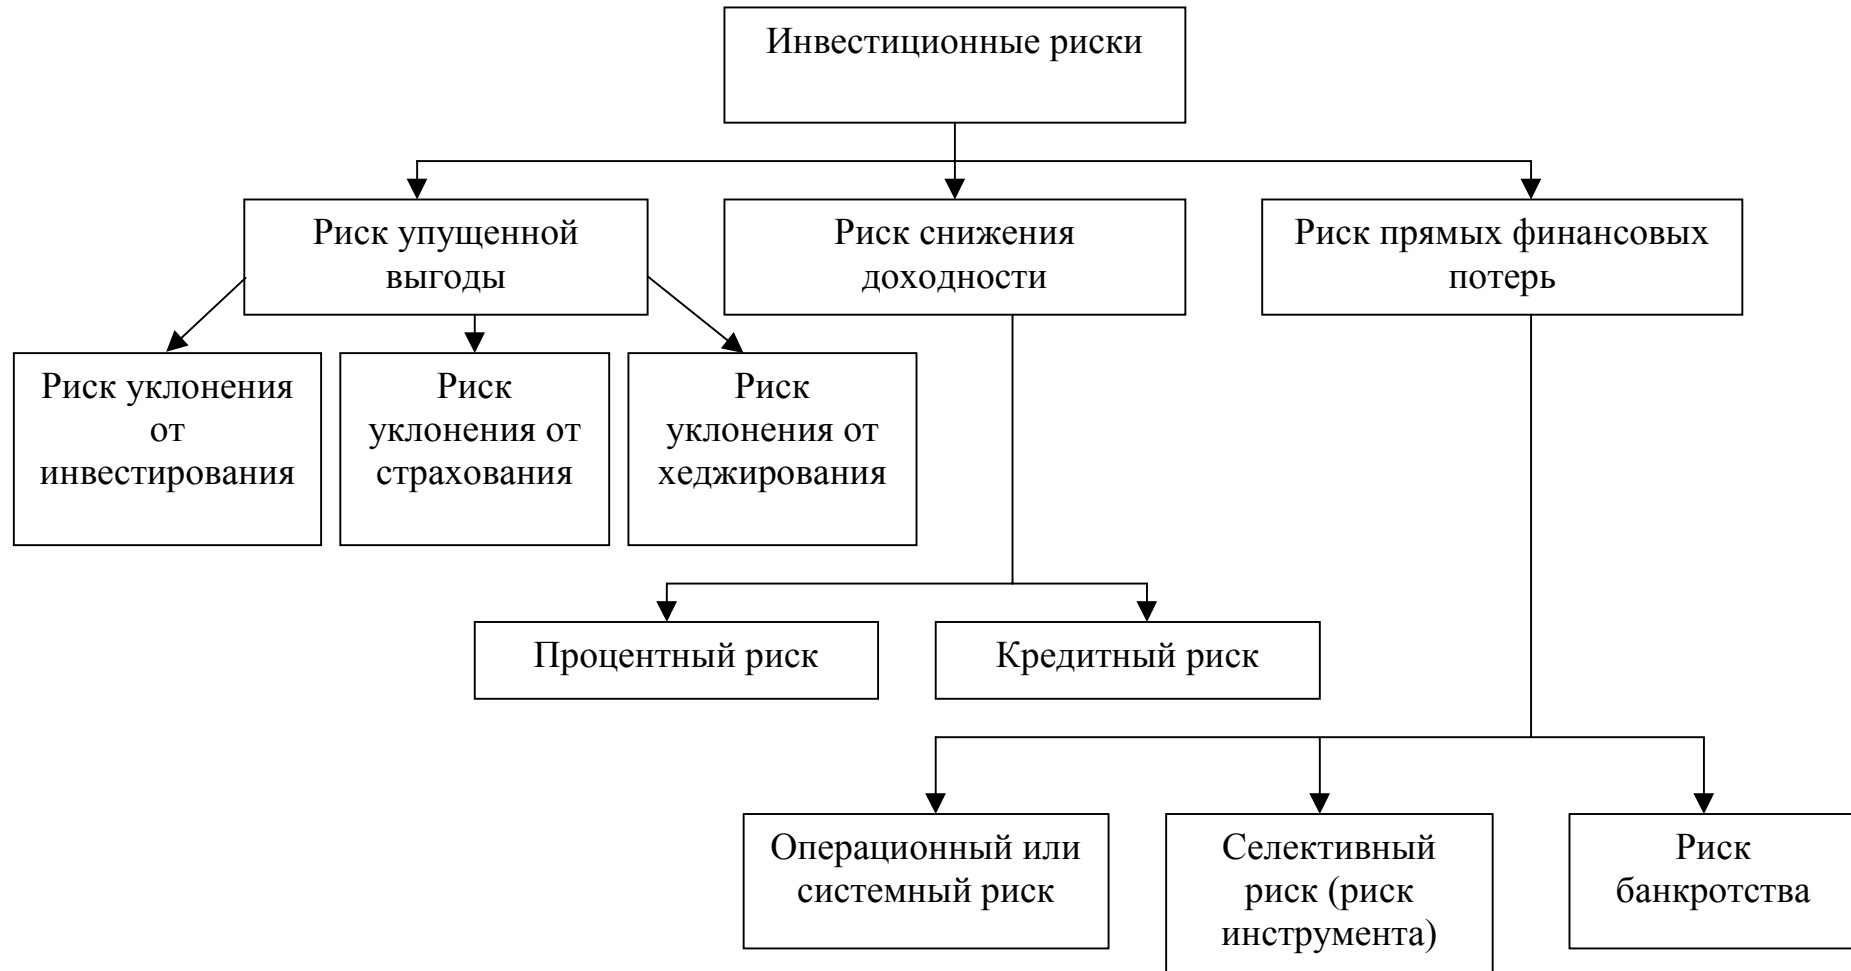 Инвестиционные риски
Риск упущенной
выгоды
Риск снижения
доходности
Риск прямых финансовых
потерь
Риск уклонения
от
инвестирования
Риск
уклонения от
страхования
Риск
уклонения от
хеджирования
Процентный риск
Кредитный риск
Операционный или
системный риск
Селективный
риск (риск
инструмента)
Риск
банкротства